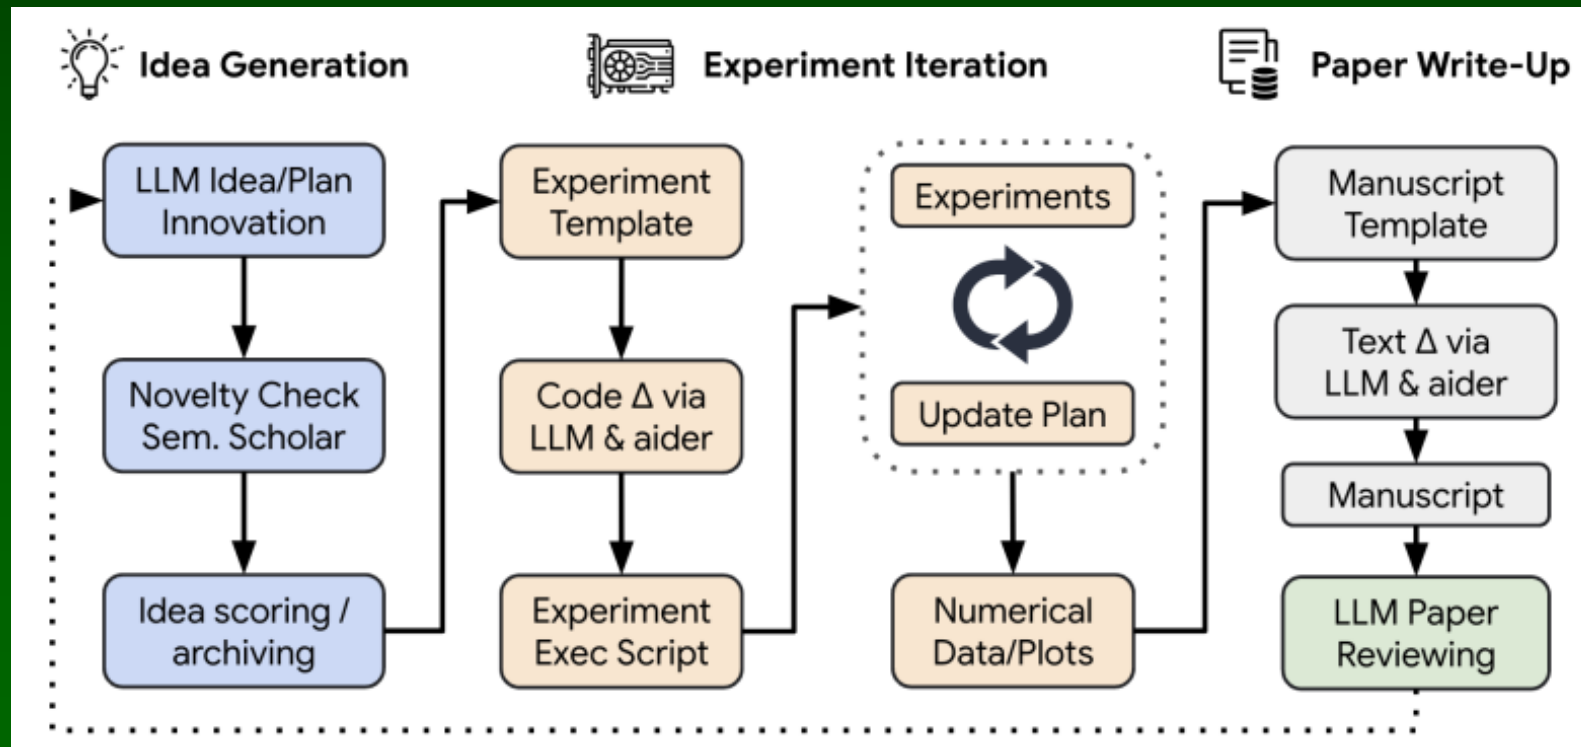 Idea Generation
Experiment Iteration
Paper Write-Up
LLM Idea/Plan
Innovation
Novelty Check
Sem. Scholar
Idea scoring /
archiving
Experiment
Template
Code Δ via
LLM & aider
Experiment
Exec Script
Experiments
Update Plan
Numerical
Data/Plots
Manuscript
Template
Text Δ via
LLM & aider
Manuscript
LLM Paper
Reviewing